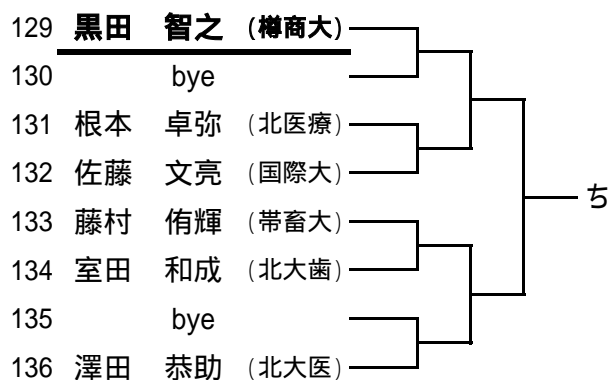 129 黒田 智之 (樽商大)
130 bye
131 根本 卓弥 (北医療)
132 佐藤 文亮 (国際大)
ち
133 藤村 侑輝 (帯畜大)
134 室田 和成 (北大歯)
135 bye
136 澤田 恭助 (北大医)